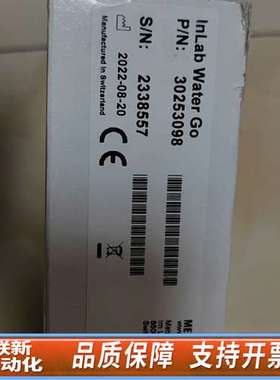 InLab Water Go
P/N: 30253098
S/N: 2338557
2022-08-20
Manufactured in Switzerland
CE
ME
联新
动化
品质保障 支持开票